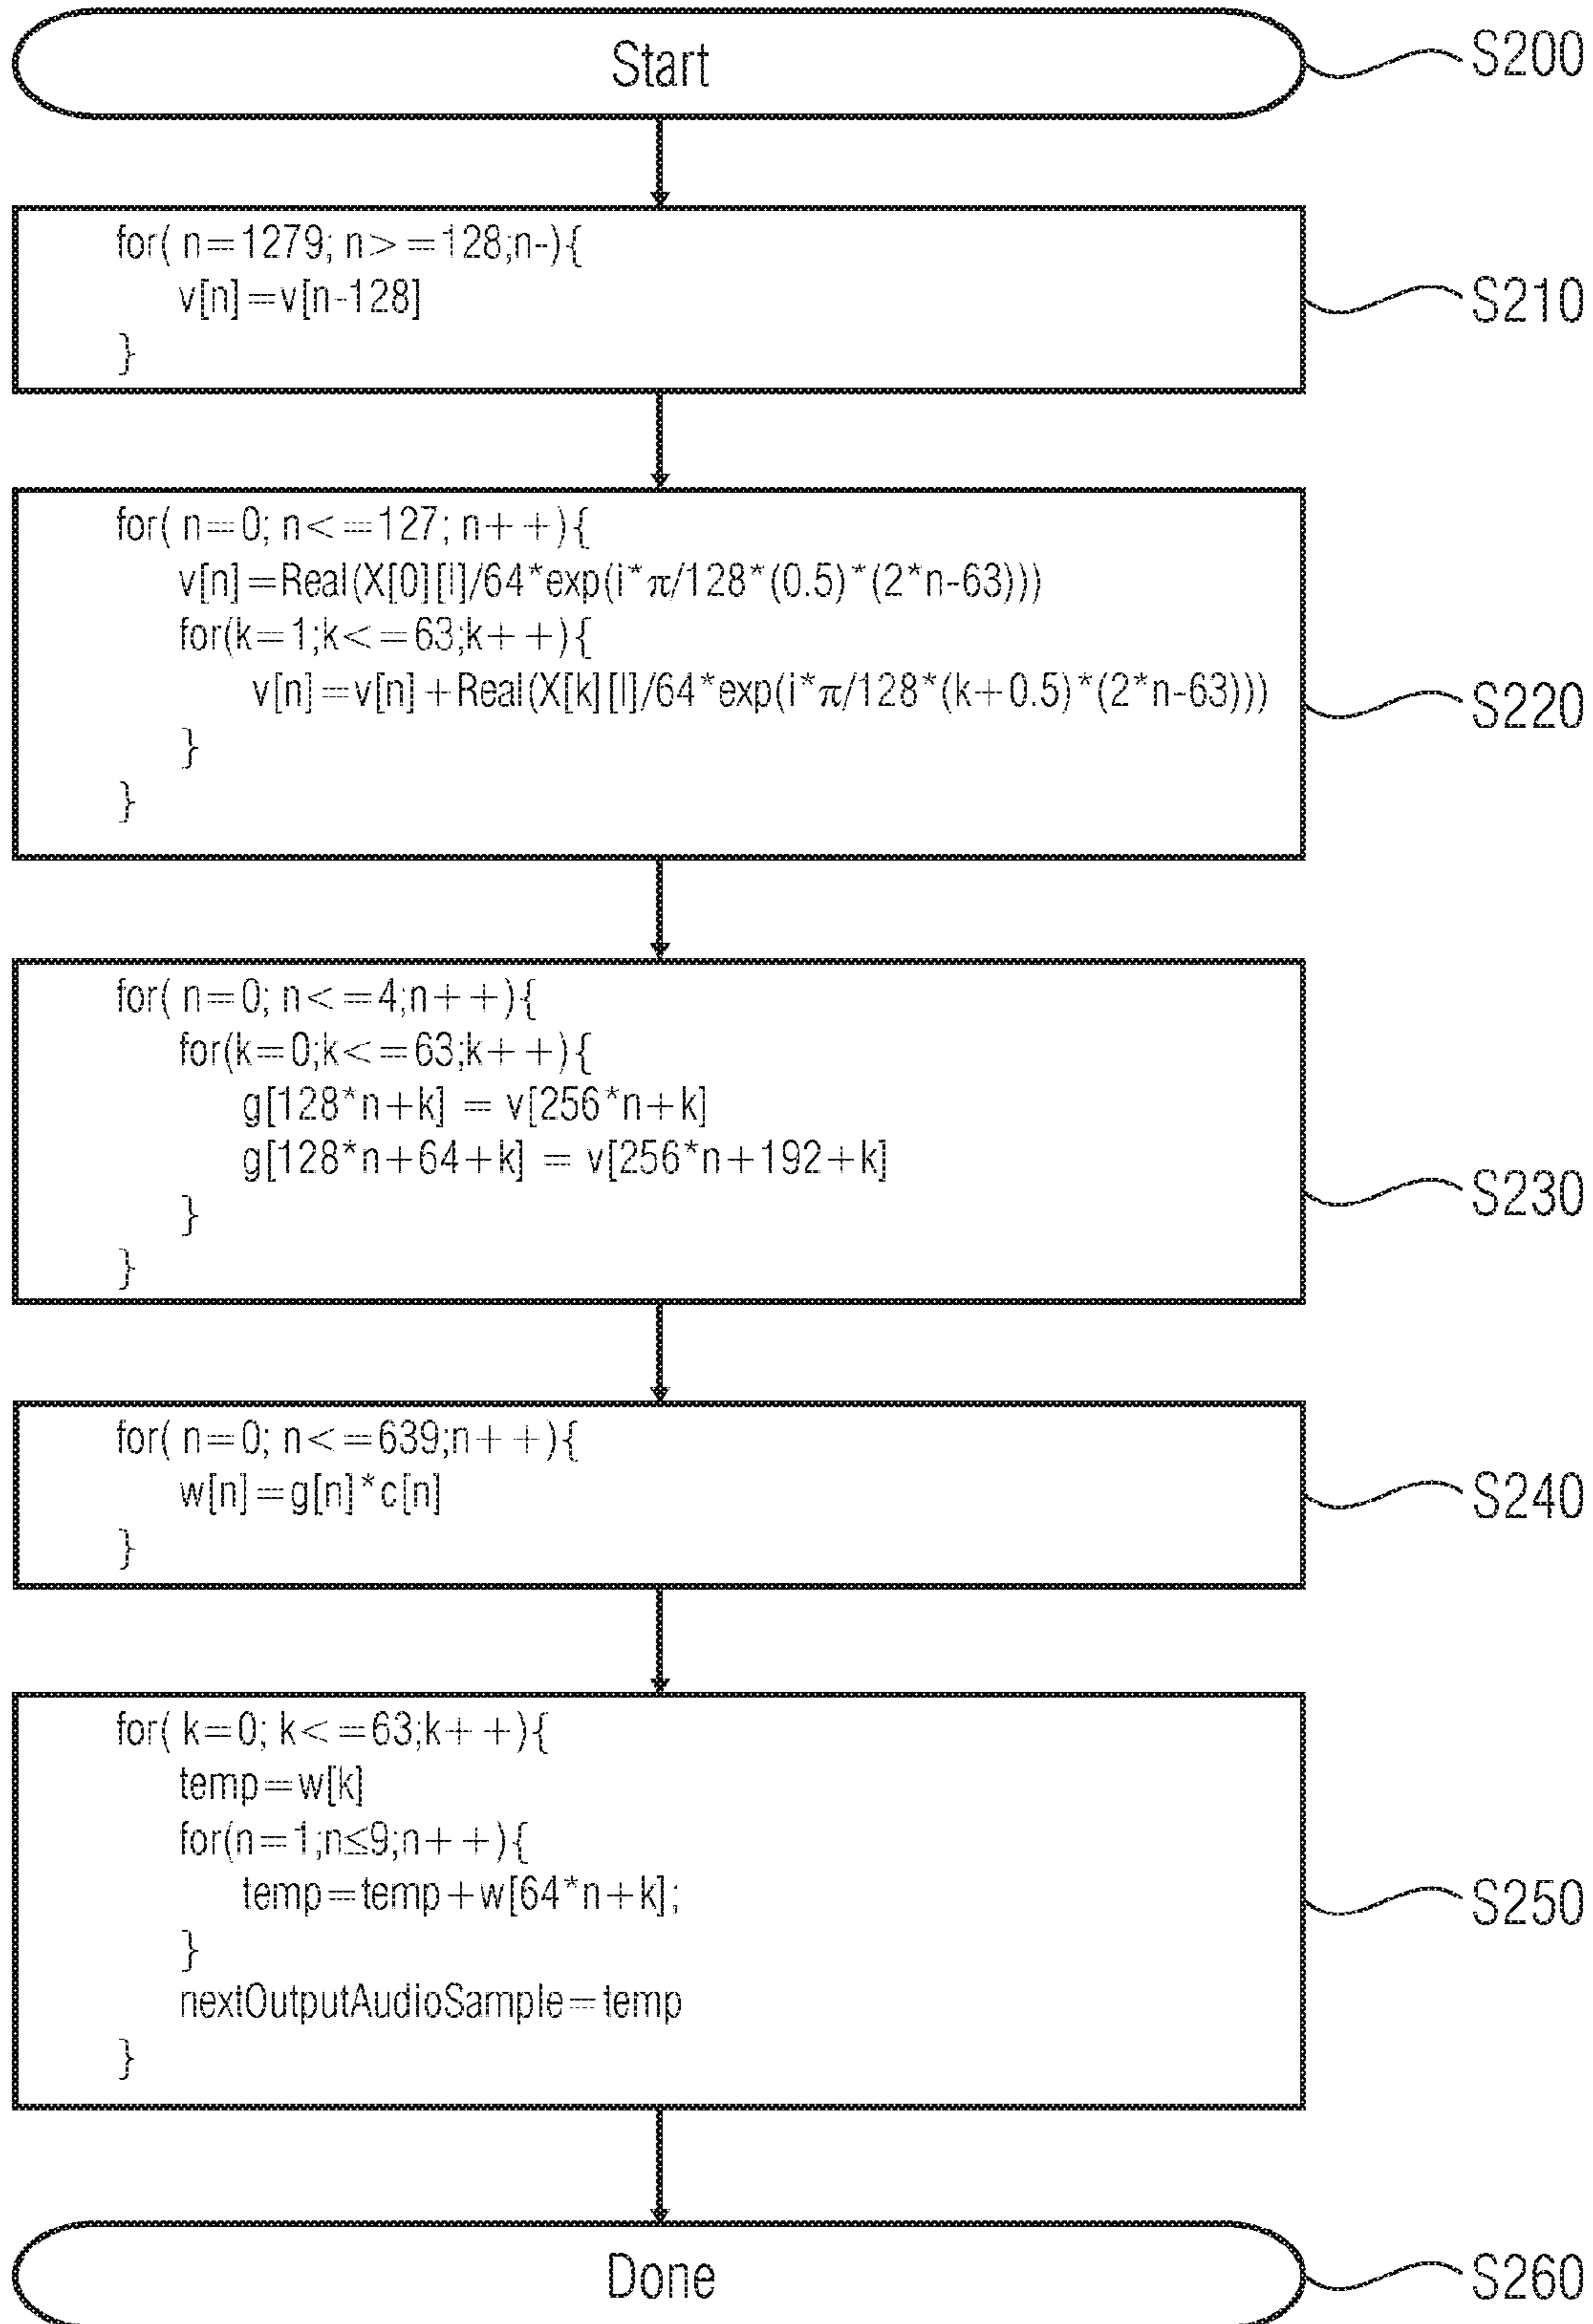 Start
S200
for( n=1279; n>=128;n-){
v[n]=v[n-128]
}
S210
for( n=0; n<=127; n++){
v[n]=Real(X[0][l]/64*exp(i*π/128*(0.5)*(2*n-63)))
for(k=1;k<=63;k++){
v[n]=v[n]+Real(X[k][l]/64*exp(i*π/128*(k+0.5)*(2*n-63)))
}
}
S220
for( n=0; n<=4;n++){
for(k=0;k<=63;k++){
g[128*n+k] = v[256*n+k]
g[128*n+64+k] = v[256*n+192+k]
}
}
S230
for( n=0; n<=639;n++){
w[n]=g[n]*c[n]
}
S240
for( k=0; k<=63;k++){
temp=w[k]
for(n=1;n≤9;n++){
temp=temp+w[64*n+k];
}
nextOutputAudioSample=temp
}
S250
Done
S260